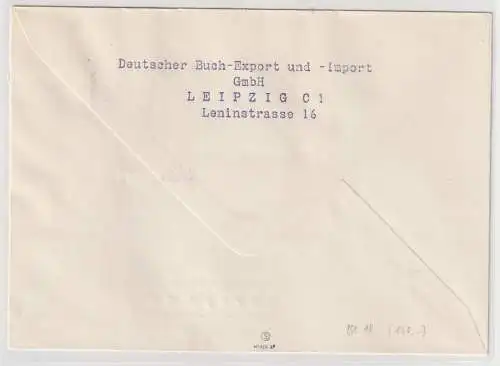 Deutscher Buch-Export und -Import
GmbH
LEIPZIG C1
Leninstrasse 16